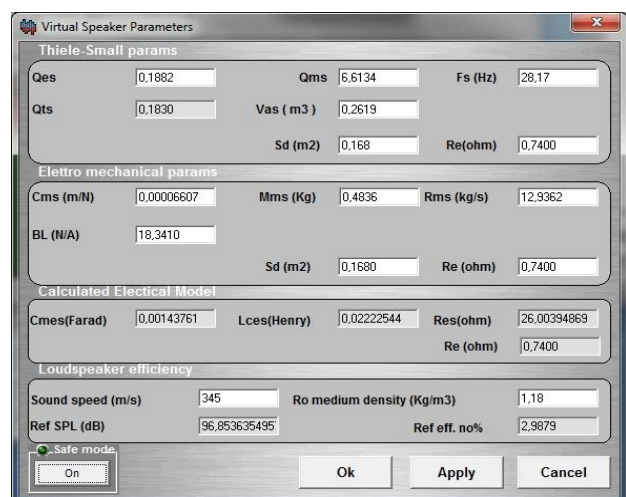 Virtual Speaker Parameters
Thiele-Small params
Qes 0,1882 Qms 6,6134 Fs (Hz) 28,17
Qts 0,1830 Vas ( m3 ) 0,2619
Sd (m2) 0,168 Re(ohm) 0,7400
Elettro mechanical params
Cms (m/N) 0,00006607 Mms (Kg) 0,4836 Rms (kg/s) 12,9362
BL (N/A) 18,3410
Sd (m2) 0,1680 Re (ohm) 0,7400
Calculated Electical Model
Cmes(Farad) 0,00143761 Lces(Henry) 0,02222544 Res(ohm) 26,00394869
Re (ohm) 0,7400
Loudspeaker efficiency
Sound speed (m/s) 345 Ro medium density (Kg/m3) 1,18
Ref SPL (dB) 96,853635495 Ref eff. no% 2,9879
Safe mode
On Ok Apply Cancel